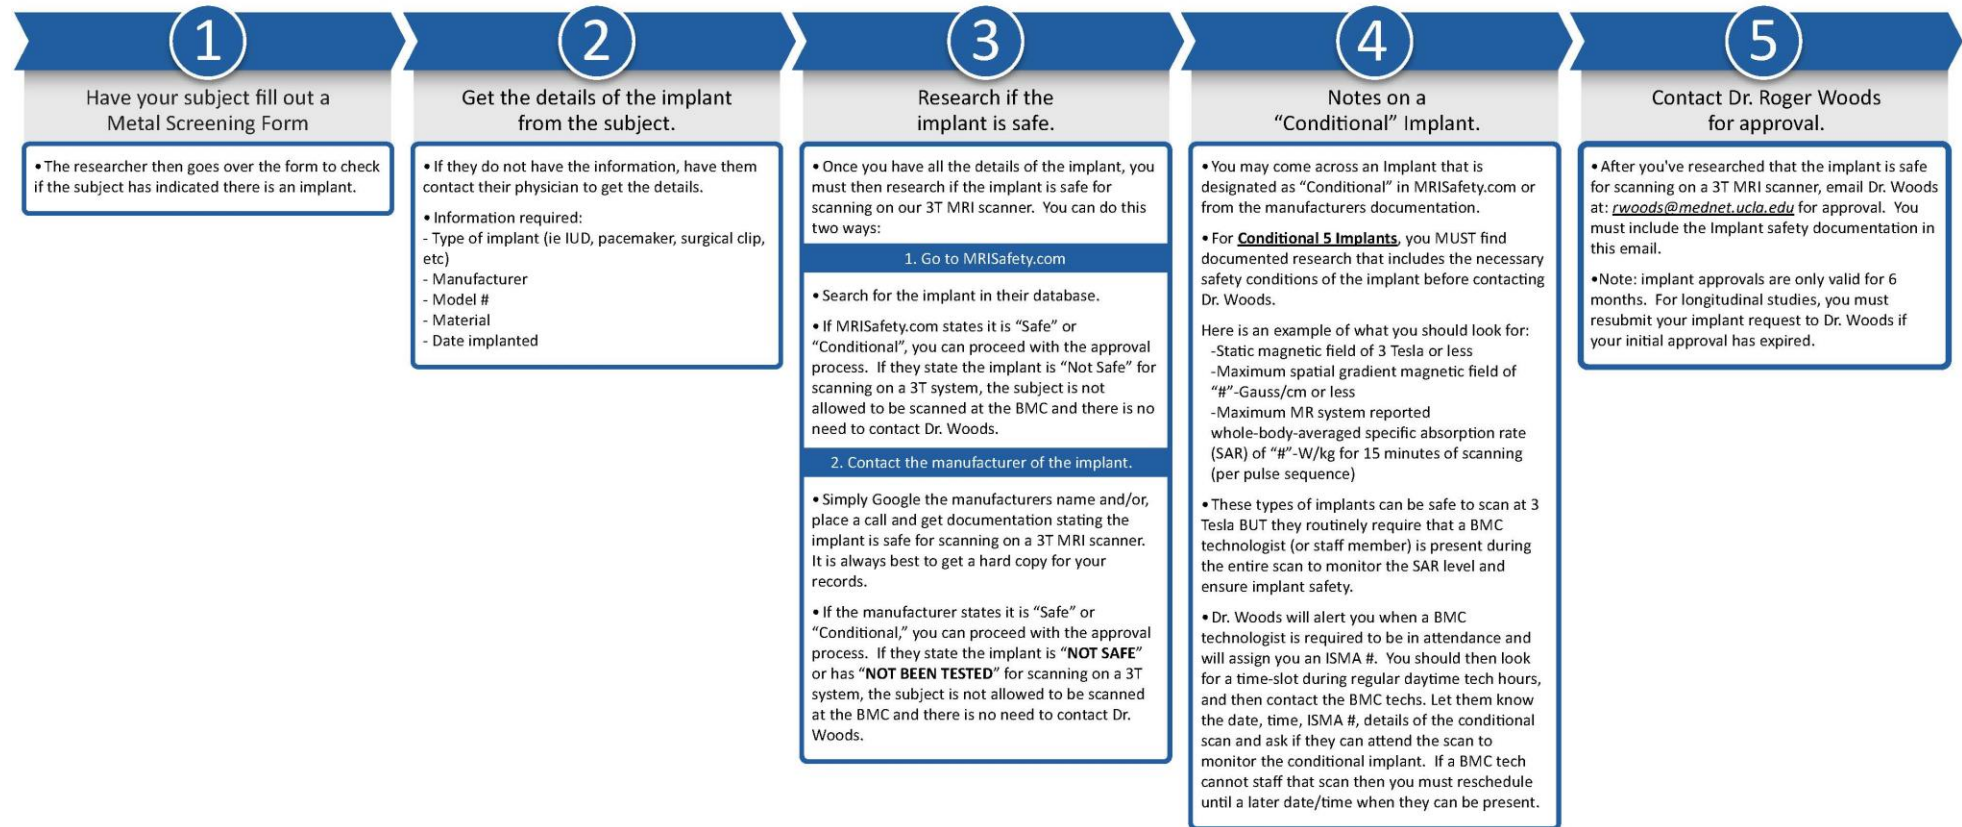 1
Have your subject fill out a
Metal Screening Form
• The researcher then goes over the form to check
if the subject has indicated there is an implant.
2
Get the details of the implant
from the subject.
• If they do not have the information, have them
contact their physician to get the details.
• Information required:
- Type of implant (ie IUD, pacemaker, surgical clip,
etc)
- Manufacturer
- Model #
- Material
- Date implanted
3
Research if the
implant is safe.
• Once you have all the details of the implant, you
must then research if the implant is safe for
scanning on our 3T MRI scanner. You can do this
two ways:
1. Go to MRISafety.com
• Search for the implant in their database.
• If MRISafety.com states it is “Safe” or
“Conditional”, you can proceed with the approval
process. If they state the implant is “Not Safe” for
scanning on a 3T system, the subject is not
allowed to be scanned at the BMC and there is no
need to contact Dr. Woods.
2. Contact the manufacturer of the implant.
• Simply Google the manufacturers name and/or,
place a call and get documentation stating the
implant is safe for scanning on a 3T MRI scanner.
It is always best to get a hard copy for your
records.
• If the manufacturer states it is “Safe” or
“Conditional,” you can proceed with the approval
process. If they state the implant is “NOT SAFE”
or has “NOT BEEN TESTED” for scanning on a 3T
system, the subject is not allowed to be scanned
at the BMC and there is no need to contact Dr.
Woods.
4
Notes on a
“Conditional” Implant.
• You may come across an Implant that is
designated as “Conditional” in MRISafety.com or
from the manufacturers documentation.
• For Conditional 5 Implants, you MUST find
documented research that includes the necessary
safety conditions of the implant before contacting
Dr. Woods.
Here is an example of what you should look for:
-Static magnetic field of 3 Tesla or less
-Maximum spatial gradient magnetic field of
“#”-Gauss/cm or less
-Maximum MR system reported
whole-body-averaged specific absorption rate
(SAR) of “#”-W/kg for 15 minutes of scanning
(per pulse sequence)
• These types of implants can be safe to scan at 3
Tesla BUT they routinely require that a BMC
technologist (or staff member) is present during
the entire scan to monitor the SAR level and
ensure implant safety.
• Dr. Woods will alert you when a BMC
technologist is required to be in attendance and
will assign you an ISMA #. You should then look
for a time-slot during regular daytime tech hours,
and then contact the BMC techs. Let them know
the date, time, ISMA #, details of the conditional
scan and ask if they can attend the scan to
monitor the conditional implant. If a BMC tech
cannot staff that scan then you must reschedule
until a later date/time when they can be present.
5
Contact Dr. Roger Woods
for approval.
• After you've researched that the implant is safe
for scanning on a 3T MRI scanner, email Dr. Woods
at: rwoods@mednet.ucla.edu for approval. You
must include the Implant safety documentation in
this email.
•Note: implant approvals are only valid for 6
months. For longitudinal studies, you must
resubmit your implant request to Dr. Woods if
your initial approval has expired.